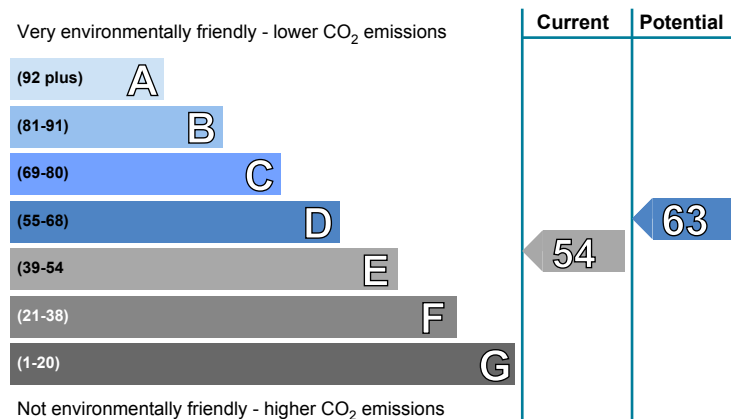 Very environmentally friendly - lower CO2 emissions
Current
Potential
(92 plus) A
(81-91) B
(69-80) C
(55-68) D
(39-54 E
(21-38) F
(1-20) G
54
63
Not environmentally friendly - higher CO2 emissions